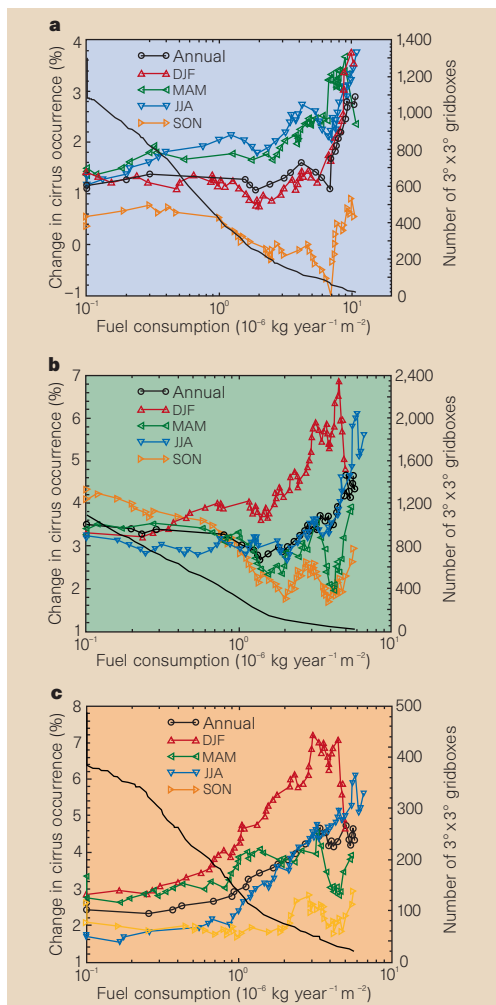 a
Annual
DJF
MAM
JJA
SON
Change in cirrus occurrence (%)
4
3
2
1
0
−1
Number of 3° x3° gridboxes
1,400
1,200
1,000
800
600
400
200
0
10⁻¹ 10⁰ 10¹
Fuel consumption (10⁻⁶ kg year⁻¹ m⁻²)
b
Annual
DJF
MAM
JJA
SON
Change in cirrus occurrence (%)
7
6
5
4
3
2
1
Number of 3° x3° gridboxes
2,400
2,000
1,600
1,200
800
400
0
10⁻¹ 10⁰ 10¹
Fuel consumption (10⁻⁶ kg year⁻¹ m⁻²)
c
Annual
DJF
MAM
JJA
SON
Change in cirrus occurrence (%)
8
7
6
5
4
3
2
1
Number of 3° x3° gridboxes
500
400
300
200
100
0
10⁻¹ 10⁰ 10¹
Fuel consumption (10⁻⁶ kg year⁻¹ m⁻²)